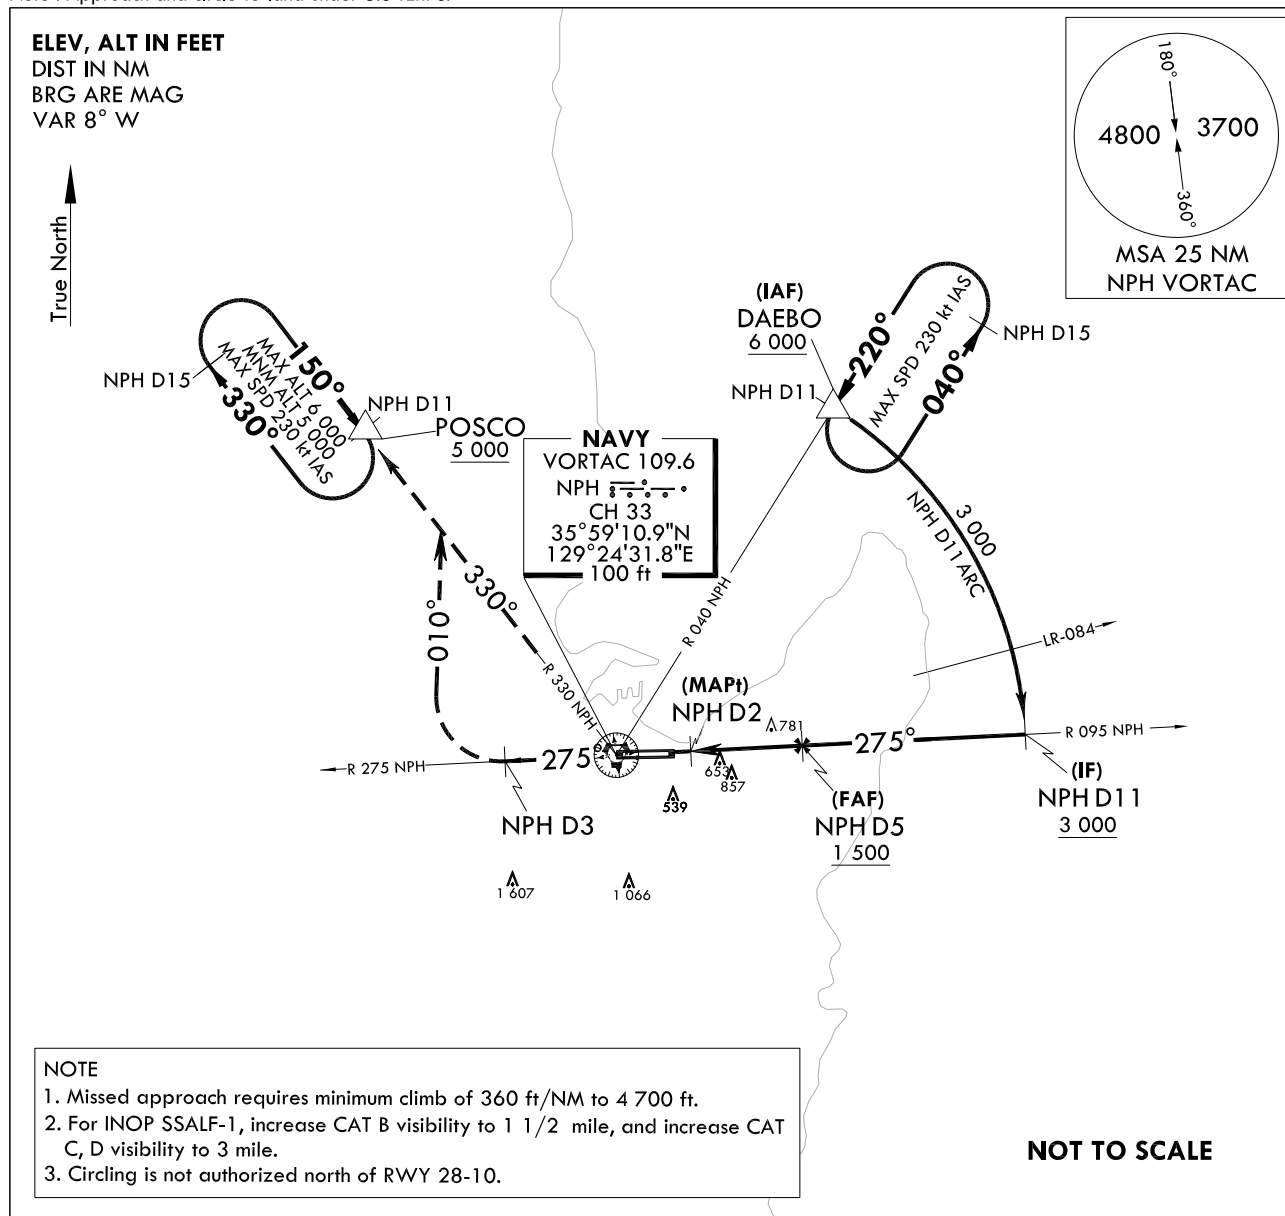 ELEV, ALT IN FEET
DIST IN NM
BRG ARE MAG
VAR 8° W
True North
180°
4800
3700
360°
MSA 25 NM
NPH VORTAC
(IAF)
DAEBO
6 000
NPH D11
220°
MAX SPD 230 kt IAS
040°
NPH D15
NPH D15
150°
MAX ALT 6 000
MNM ALT 5 000
MAX SPD 230 kt IAS
330°
NPH D11
POSCO
5 000
NAVY
VORTAC 109.6
NPH
CH 33
35°59'10.9"N
129°24'31.8"E
100 ft
3 000
NPH D11 ARC
010°
330°
R 330 NPH
R 040 NPH
LR-084
(MAPt)
NPH D2
781
275°
R 095 NPH
R 275 NPH
275°
653
857
539
NPH D3
(FAF)
NPH D5
1 500
(IF)
NPH D11
3 000
1 607
1 066
NOTE
1. Missed approach requires minimum climb of 360 ft/NM to 4 700 ft.
2. For INOP SSALF-1, increase CAT B visibility to 1 1/2 mile, and increase CAT
C, D visibility to 3 mile.
3. Circling is not authorized north of RWY 28-10.
NOT TO SCALE